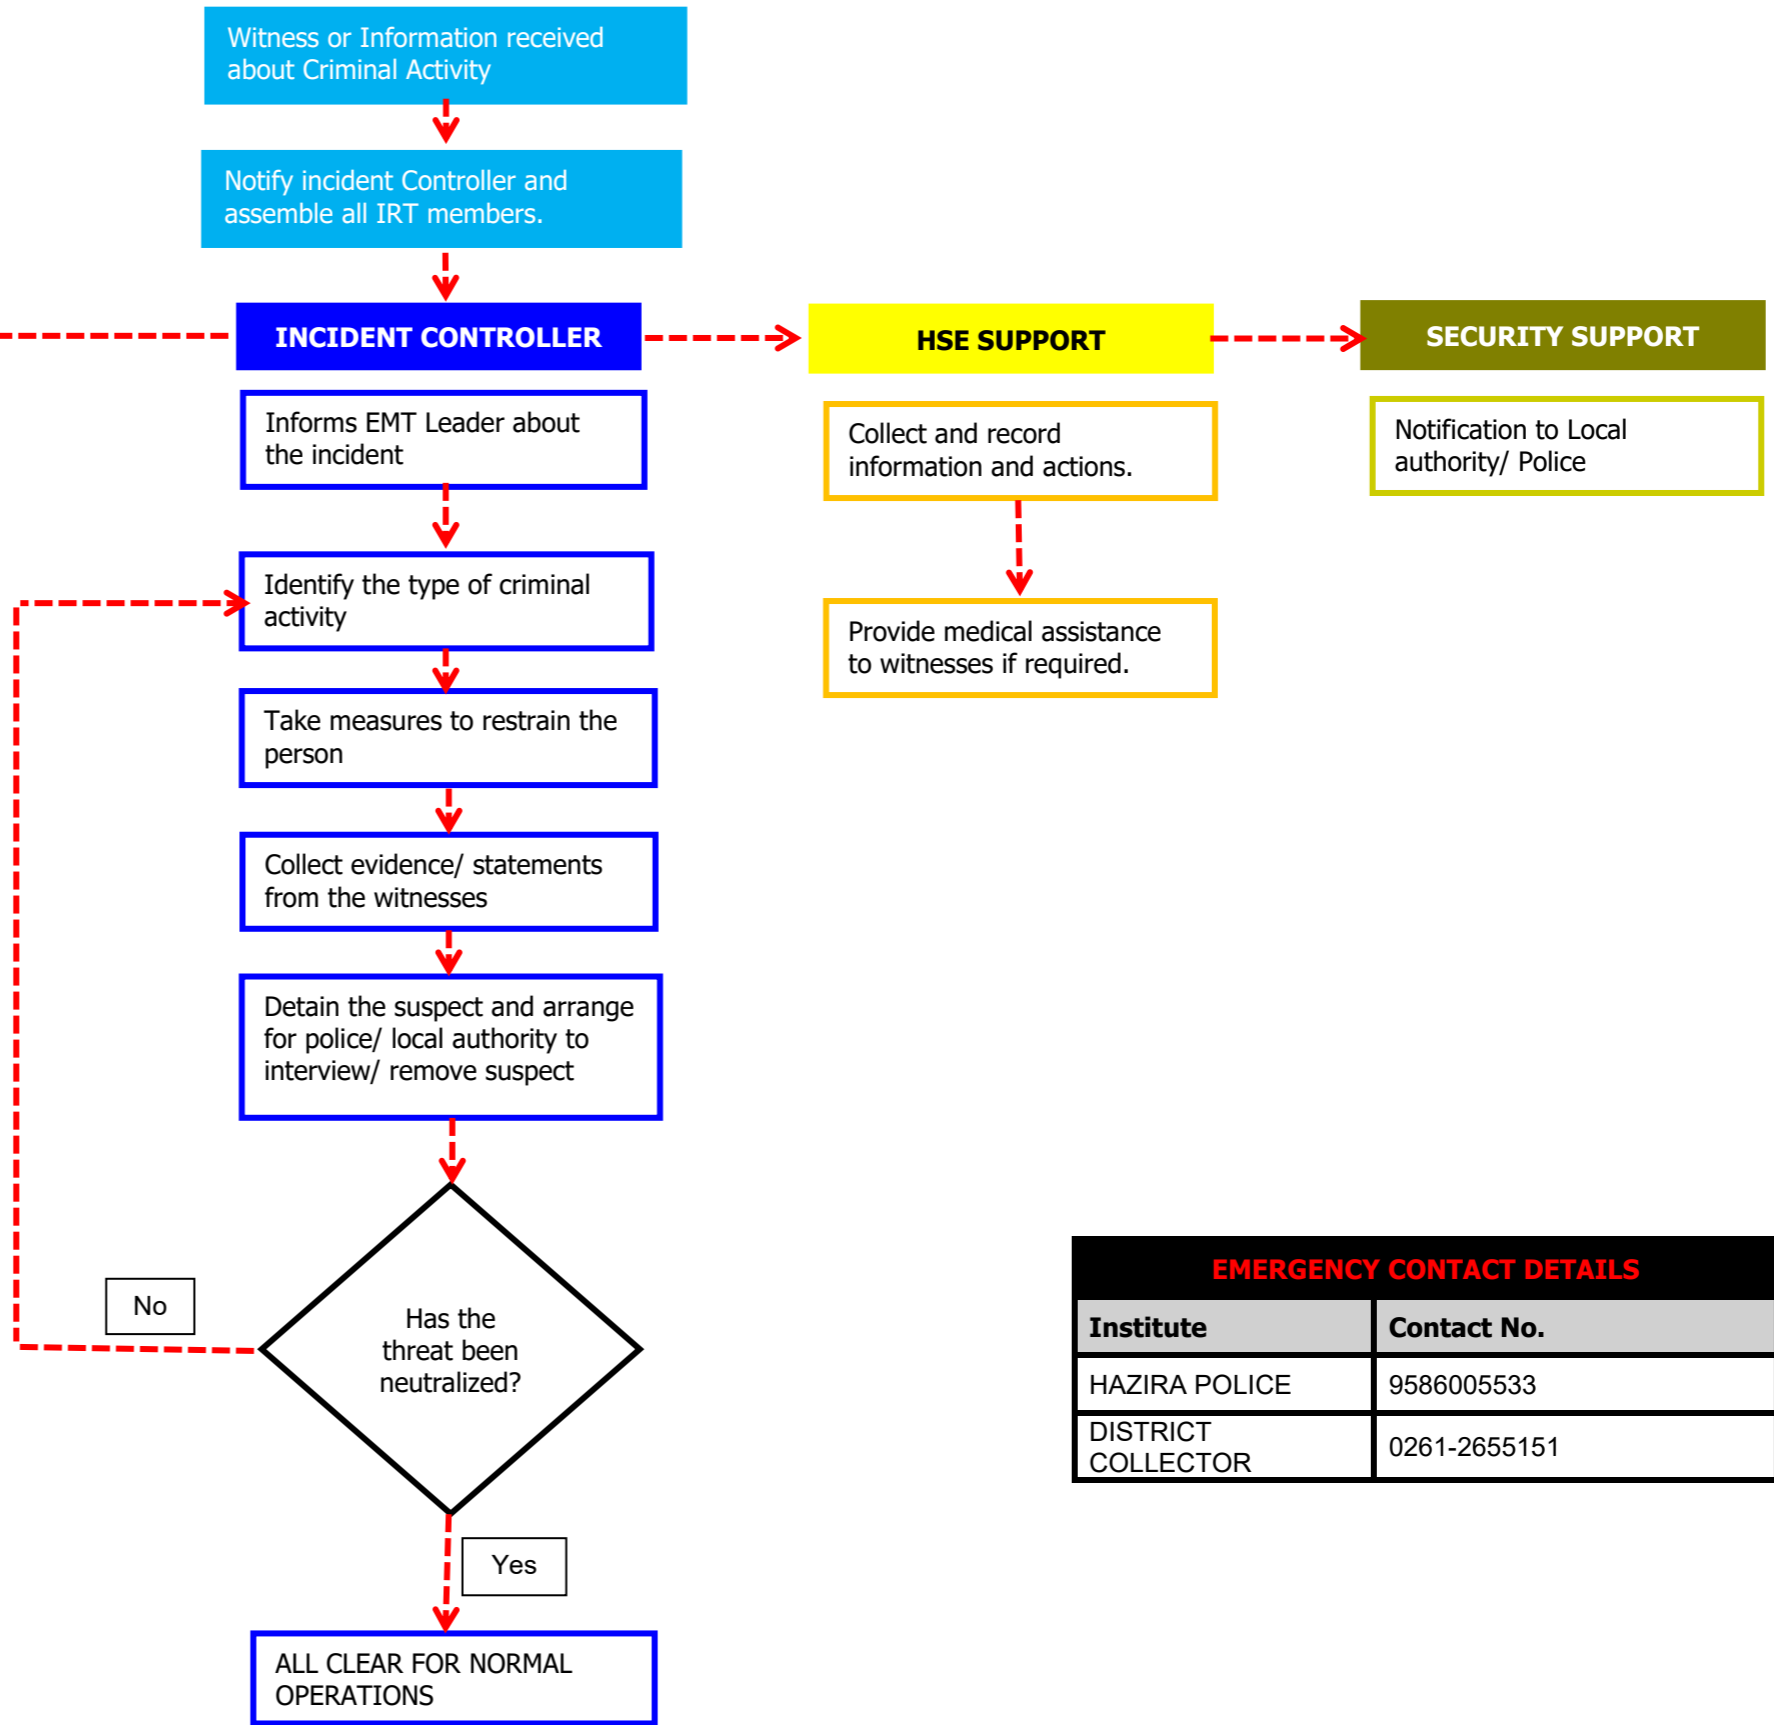 Witness or Information received
about Criminal Activity
Notify incident Controller and
assemble all IRT members.
INCIDENT CONTROLLER
HSE SUPPORT
SECURITY SUPPORT
Informs EMT Leader about
the incident
Collect and record
information and actions.
Notification to Local
authority/ Police
Identify the type of criminal
activity
Provide medical assistance
to witnesses if required.
Take measures to restrain the
person
Collect evidence/ statements
from the witnesses
Detain the suspect and arrange
for police/ local authority to
interview/ remove suspect
No
Has the
threat been
neutralized?
Yes
ALL CLEAR FOR NORMAL
OPERATIONS
EMERGENCY CONTACT DETAILS
Institute
Contact No.
HAZIRA POLICE
9586005533
DISTRICT
COLLECTOR
0261-2655151